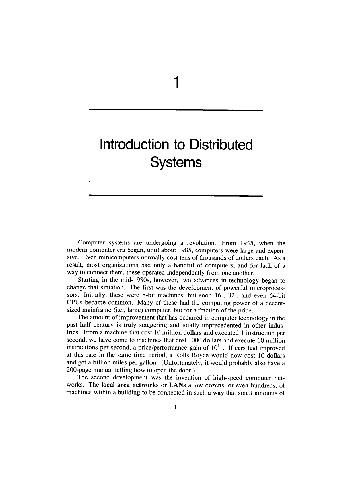 1
Introduction to Distributed
Systems
Computer systems are undergoing a revolution. From 1945, when the
modern computer era began, until about 1985, computers were large and expen-
sive. Even minicomputers normally cost tens of thousands of dollars each. As a
result, most organizations had only a handful of computers, and for lack of a
way to connect them, these operated independently from one another.
Starting in the mid-1980s, however, two advances in technology began to
change that situation. The first was the development of powerful microproces-
sors. Initially, these were 8-bit machines, but soon 16-, 32-, and even 64-bit
CPUs became common. Many of these had the computing power of a decent-
sized mainframe (i.e., large) computer, but for a fraction of the price.
The amount of improvement that has occurred in computer technology in the
past half century is truly staggering and totally unprecedented in other indus-
tries. From a machine that cost 10 million dollars and executed 1 instruction per
second, we have come to machines that cost 1000 dollars and execute 10 million
instructions per second, a price/performance gain of
at this rate in the same time period, a Rolls Royce would now cost 10 dollars
and get a billion miles per gallon. (Unfortunately, it would probably also have a
200-page manual telling how to open the door.)
The second development was the invention of high-speed computer net-
works. The local area networks or LANs allow dozens, or even hundreds, of
machines within a building to be connected in such a way that small amounts of
1